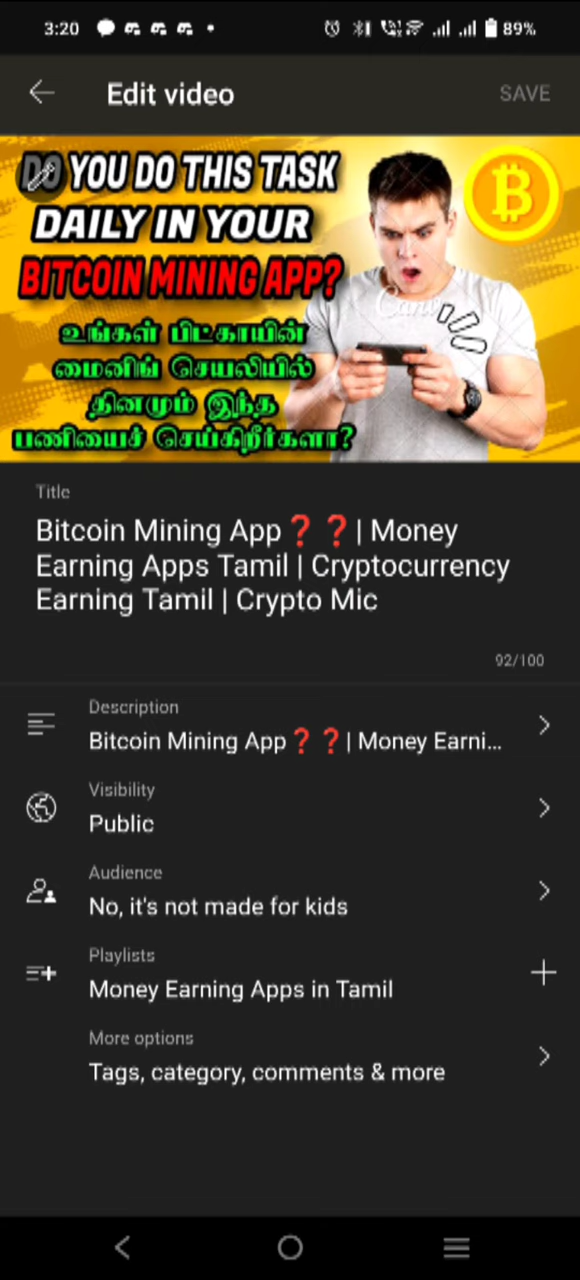 3:20
89%
Edit video
SAVE
DO YOU DO THIS TASK
DAILY IN YOUR
BITCOIN MINING APP?
உங்கள் பிட்காயின்
மைனிங் செயலியில்
தினமும் இந்த
பணியைச் செய்கிறீர்களா?
Canva
Title
Bitcoin Mining App❓❓| Money
Earning Apps Tamil | Cryptocurrency
Earning Tamil | Crypto Mic
92/100
Description
Bitcoin Mining App❓❓| Money Earni...
Visibility
Public
Audience
No, it's not made for kids
Playlists
Money Earning Apps in Tamil
More options
Tags, category, comments & more